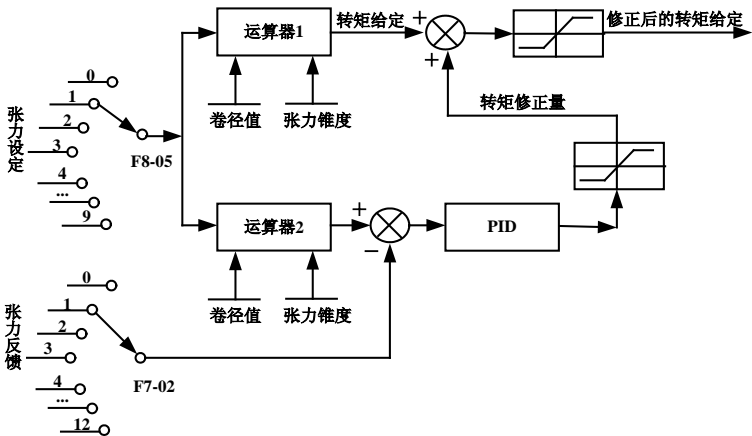 运算器1
转矩给定
+
+
修正后的转矩给定
卷径值
张力锥度
转矩修正量
张力设定
0
1
2
3
4
...
9
F8-05
运算器2
+
−
PID
卷径值
张力锥度
张力反馈
0
1
2
3
4
...
12
F7-02